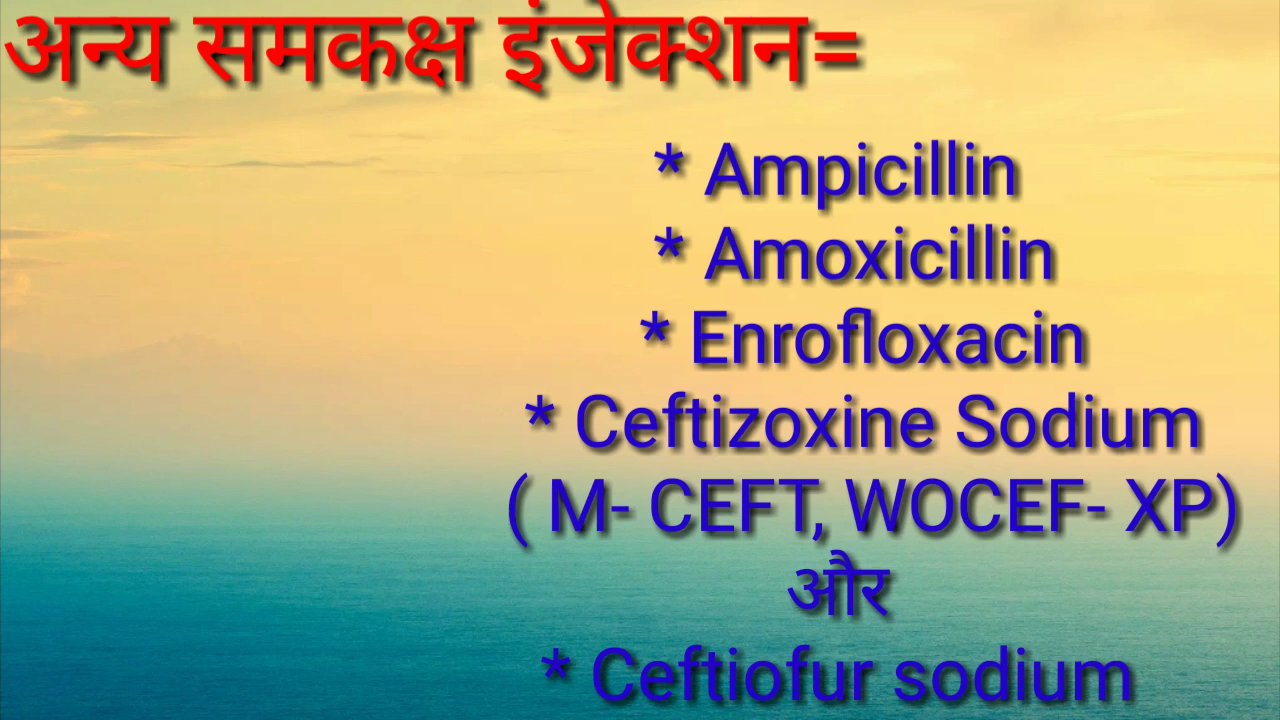 अन्य समकक्ष इंजेक्शन=
* Ampicillin
* Amoxicillin
* Enrofloxacin
* Ceftizoxine Sodium
( M- CEFT, WOCEF- XP)
और
* Ceftiofur sodium